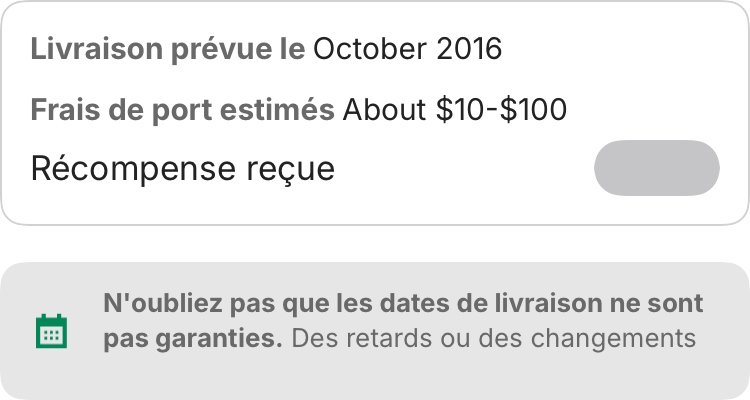 Livraison prévue le October 2016
Frais de port estimés About $10-$100
Récompense reçue
N'oubliez pas que les dates de livraison ne sont
pas garanties. Des retards ou des changements